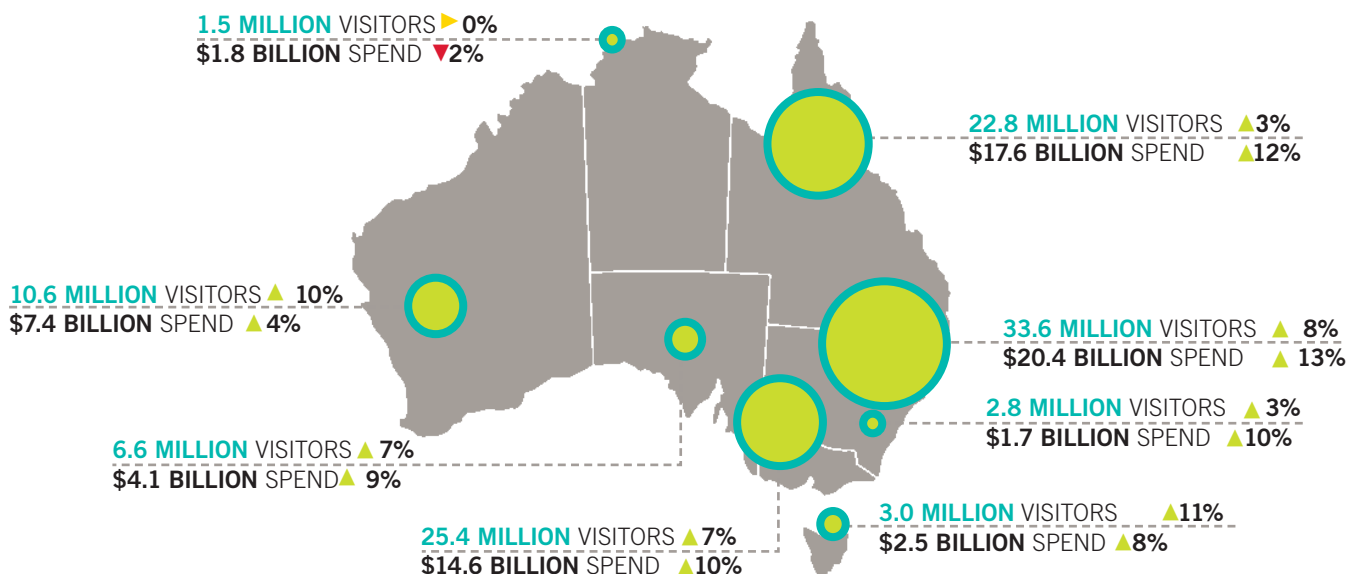 1.5 MILLION VISITORS ▶ 0%
$1.8 BILLION SPEND ▼2%
22.8 MILLION VISITORS ▲3%
$17.6 BILLION SPEND ▲12%
10.6 MILLION VISITORS ▲ 10%
$7.4 BILLION SPEND ▲4%
33.6 MILLION VISITORS ▲ 8%
$20.4 BILLION SPEND ▲ 13%
2.8 MILLION VISITORS ▲3%
$1.7 BILLION SPEND ▲10%
6.6 MILLION VISITORS ▲7%
$4.1 BILLION SPEND▲ 9%
3.0 MILLION VISITORS ▲11%
$2.5 BILLION SPEND ▲8%
25.4 MILLION VISITORS ▲7%
$14.6 BILLION SPEND ▲10%